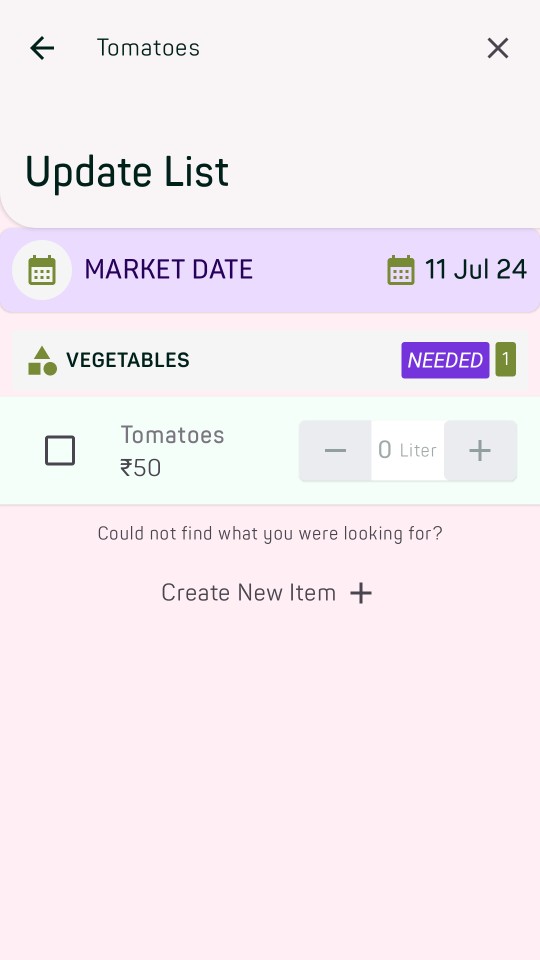 Tomatoes
Update List
MARKET DATE 11 Jul 24
VEGETABLES NEEDED 1
Tomatoes
₹50
0 Liter
Could not find what you were looking for?
Create New Item